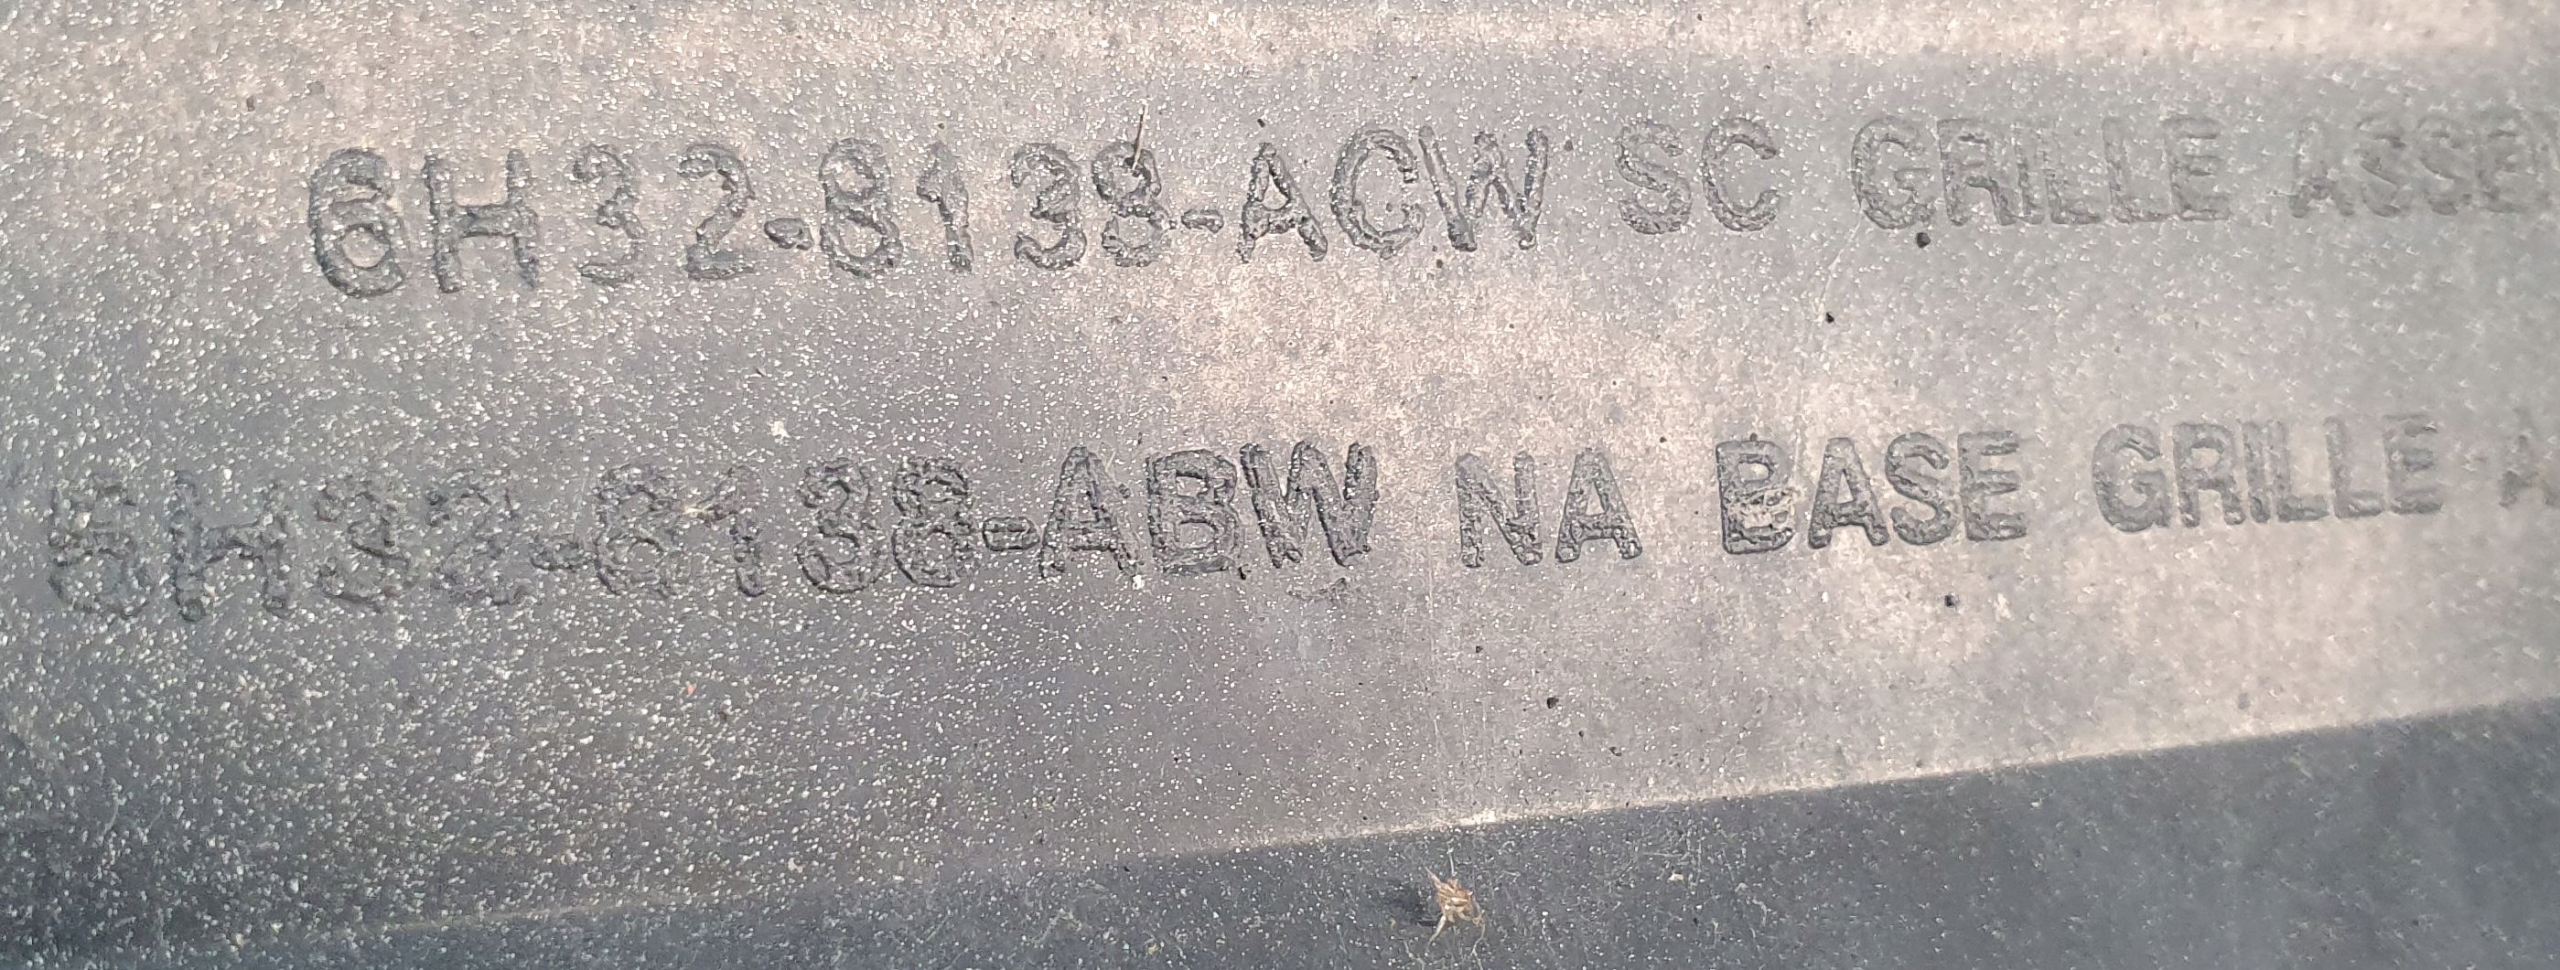 6H32-8138-ACW SC GRILLE
6H32-8138-ABW NA BASE GRILLE